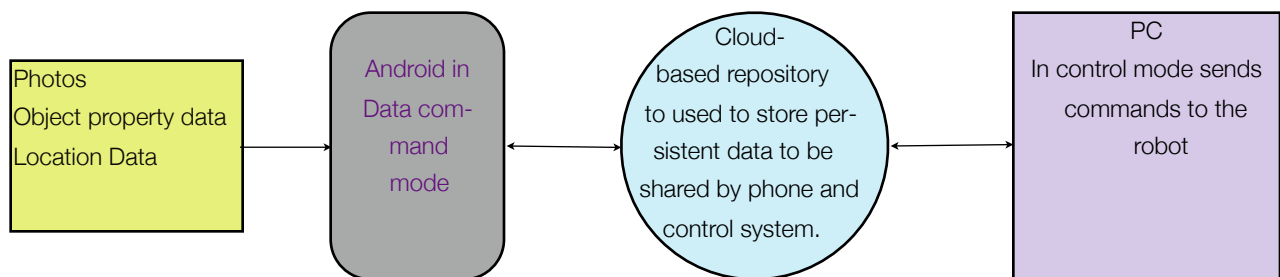 Photos
Object property data
Location Data
Android in
Data com-
mand
mode
Cloud-
based repository
to used to store per-
sistent data to be
shared by phone and
control system.
PC
In control mode sends
commands to the
robot